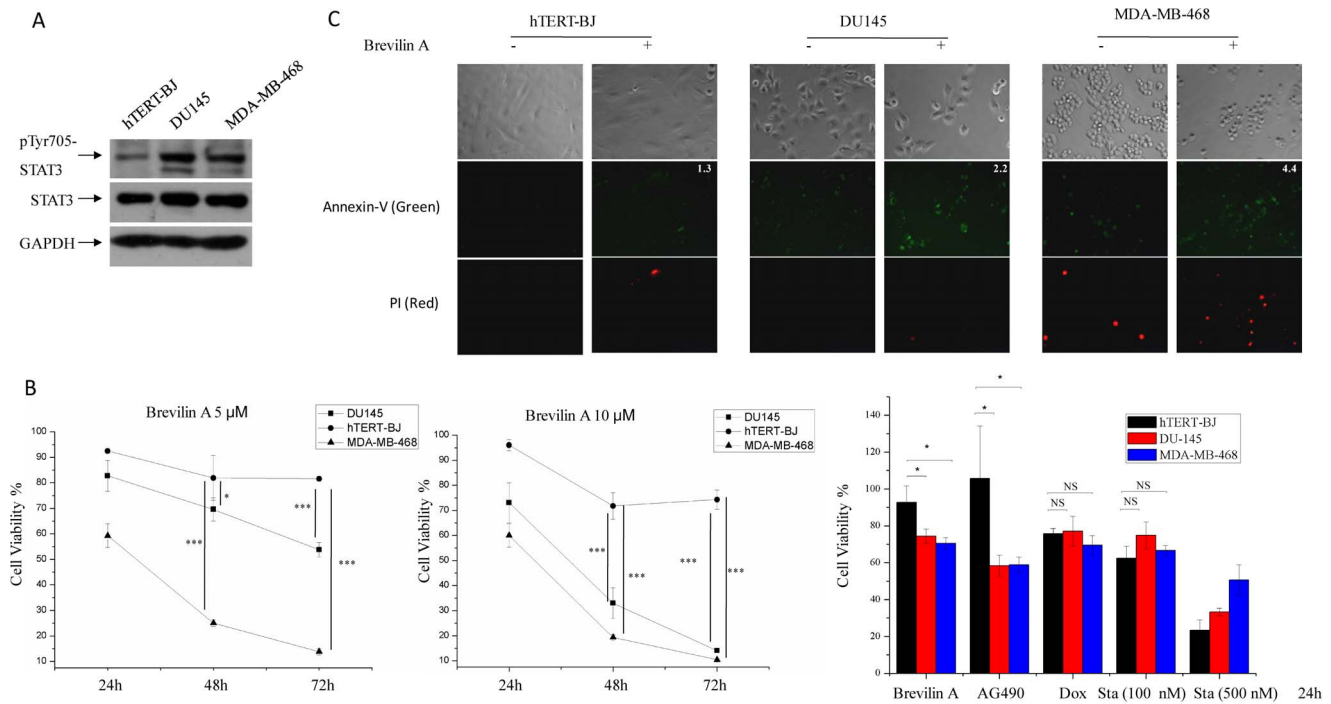 A
hTERT-BJ
DU145
MDA-MB-468
pTyr705-
STAT3
STAT3
GAPDH
C
hTERT-BJ
DU145
MDA-MB-468
Brevilin A
- + - + - +
1.3
2.2
4.4
Annexin-V (Green)
PI (Red)
B
Brevilin A 5 μM
DU145
hTERT-BJ
MDA-MB-468
Cell Viability %
100
90
80
70
60
50
40
30
20
10
*
***
***
***
24h 48h 72h
Brevilin A 10 μM
DU145
hTERT-BJ
MDA-MB-468
Cell Viability %
100
90
80
70
60
50
40
30
20
10
***
***
***
***
24h 48h 72h
hTERT-BJ
DU-145
MDA-MB-468
Cell Viability %
140
120
100
80
60
40
20
0
*
*
*
*
NS
NS
NS
NS
Brevilin A AG490 Dox Sta (100 nM) Sta (500 nM) 24h